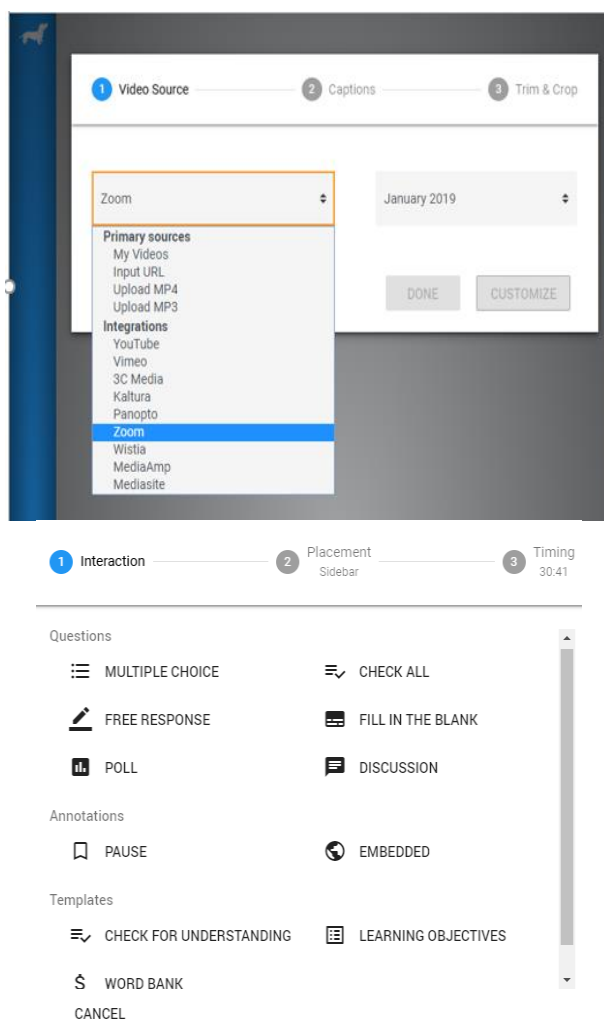 1 Video Source 2 Captions 3 Trim & Crop
Zoom January 2019
Primary sources
My Videos
Input URL
Upload MP4
Upload MP3
DONE CUSTOMIZE
Integrations
YouTube
Vimeo
3C Media
Kaltura
Panopto
Zoom
Wistia
MediaAmp
Mediasite
1 Interaction 2 Placement 3 Timing
Sidebar 30:41
Questions
MULTIPLE CHOICE CHECK ALL
FREE RESPONSE FILL IN THE BLANK
POLL DISCUSSION
Annotations
PAUSE EMBEDDED
Templates
CHECK FOR UNDERSTANDING LEARNING OBJECTIVES
WORD BANK
CANCEL